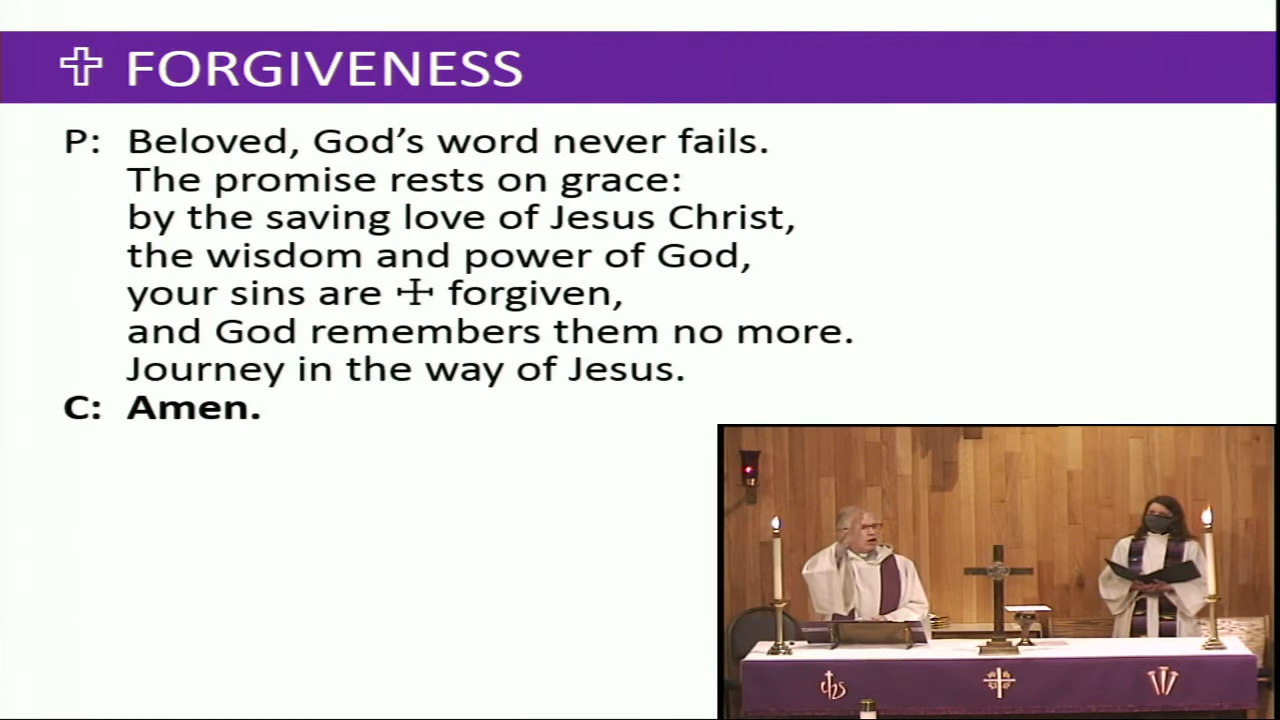 ✝ FORGIVENESS
P: Beloved, God's word never fails.
The promise rests on grace:
by the saving love of Jesus Christ,
the wisdom and power of God,
your sins are ☩ forgiven,
and God remembers them no more.
Journey in the way of Jesus.
C: Amen.
IHS